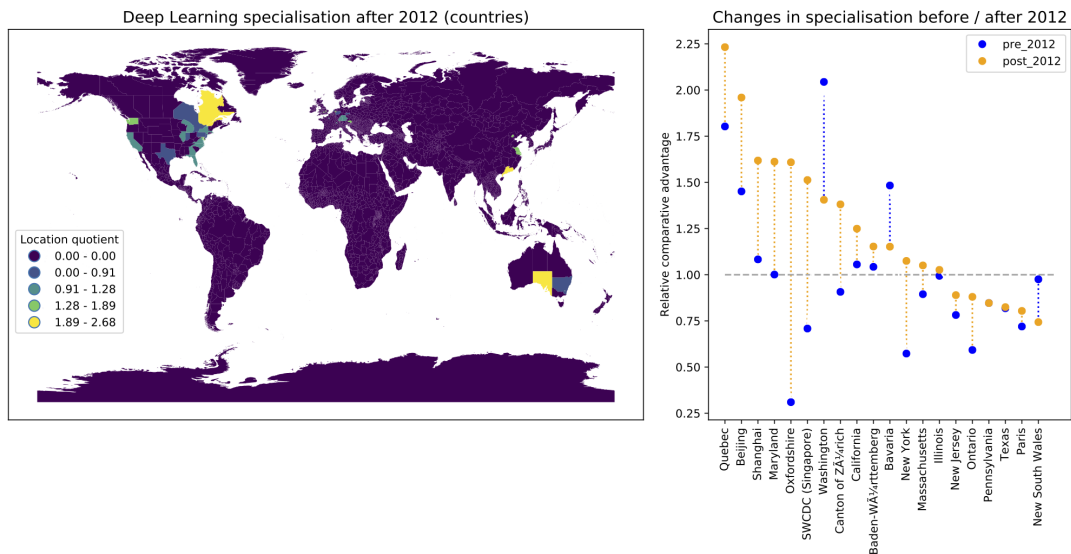 Deep Learning specialisation after 2012 (countries)
Location quotient
0.00 - 0.00
0.00 - 0.91
0.91 - 1.28
1.28 - 1.89
1.89 - 2.68
Changes in specialisation before / after 2012
pre_2012
post_2012
Relative comparative advantage
2.25
2.00
1.75
1.50
1.25
1.00
0.75
0.50
0.25
Quebec
Beijing
Shanghai
Maryland
Oxfordshire
SWCDC (Singapore)
Washington
Canton of ZÃ¼rich
California
Baden-WÃ¼rttemberg
Bavaria
New York
Massachusetts
Illinois
New Jersey
Ontario
Pennsylvania
Texas
Paris
New South Wales